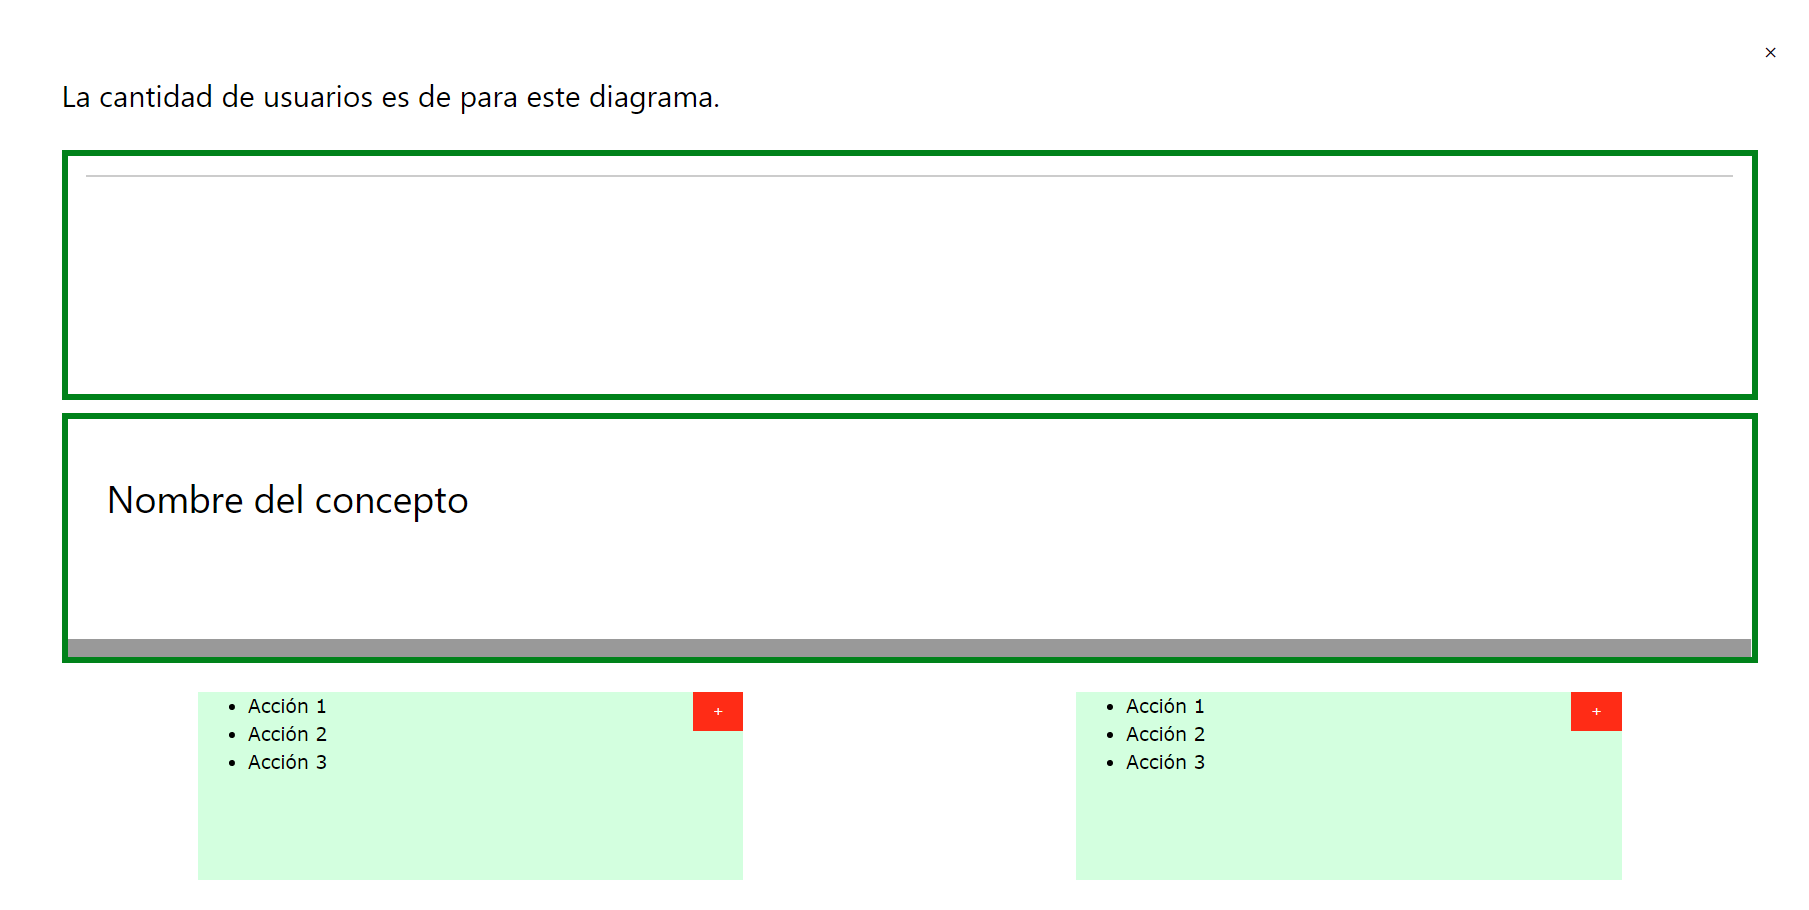 ×
La cantidad de usuarios es de para este diagrama.
Nombre del concepto
• Acción 1
• Acción 2
• Acción 3
+
• Acción 1
• Acción 2
• Acción 3
+